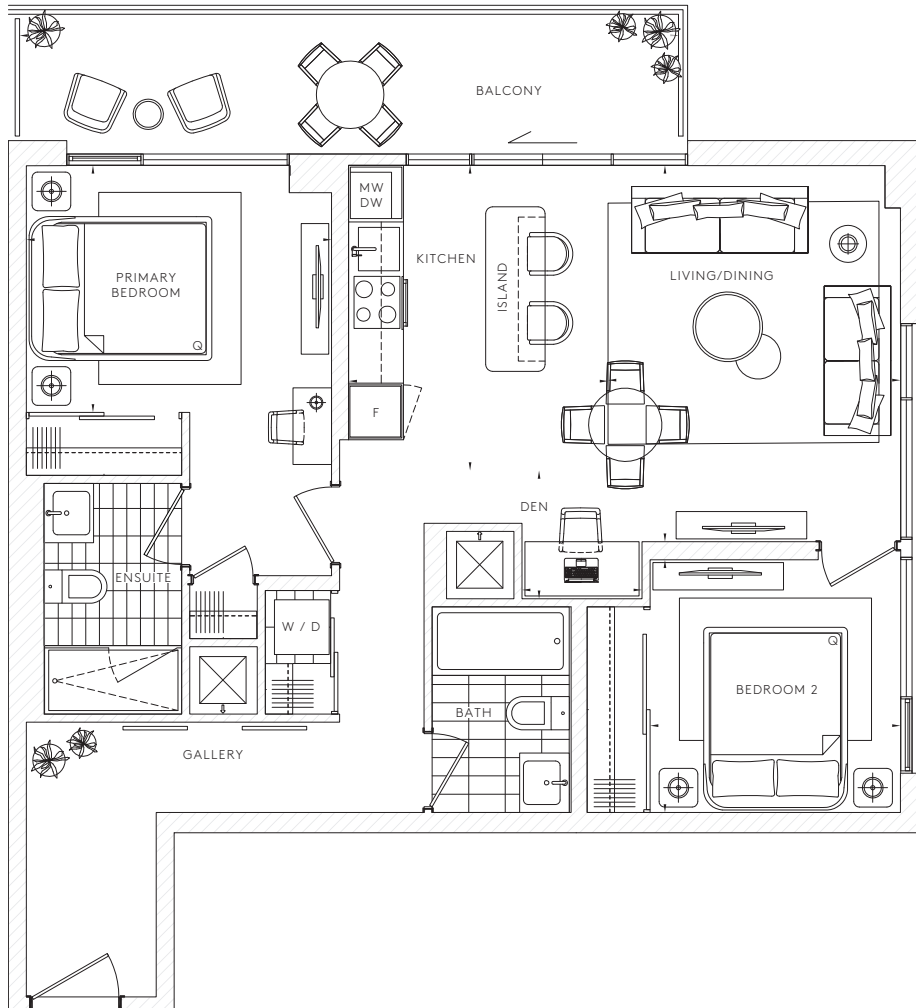 BALCONY
MW
DW
KITCHEN
ISLAND
LIVING/DINING
PRIMARY
BEDROOM
Q
F
DEN
ENSUITE
W / D
Q
BEDROOM 2
BATH
GALLERY